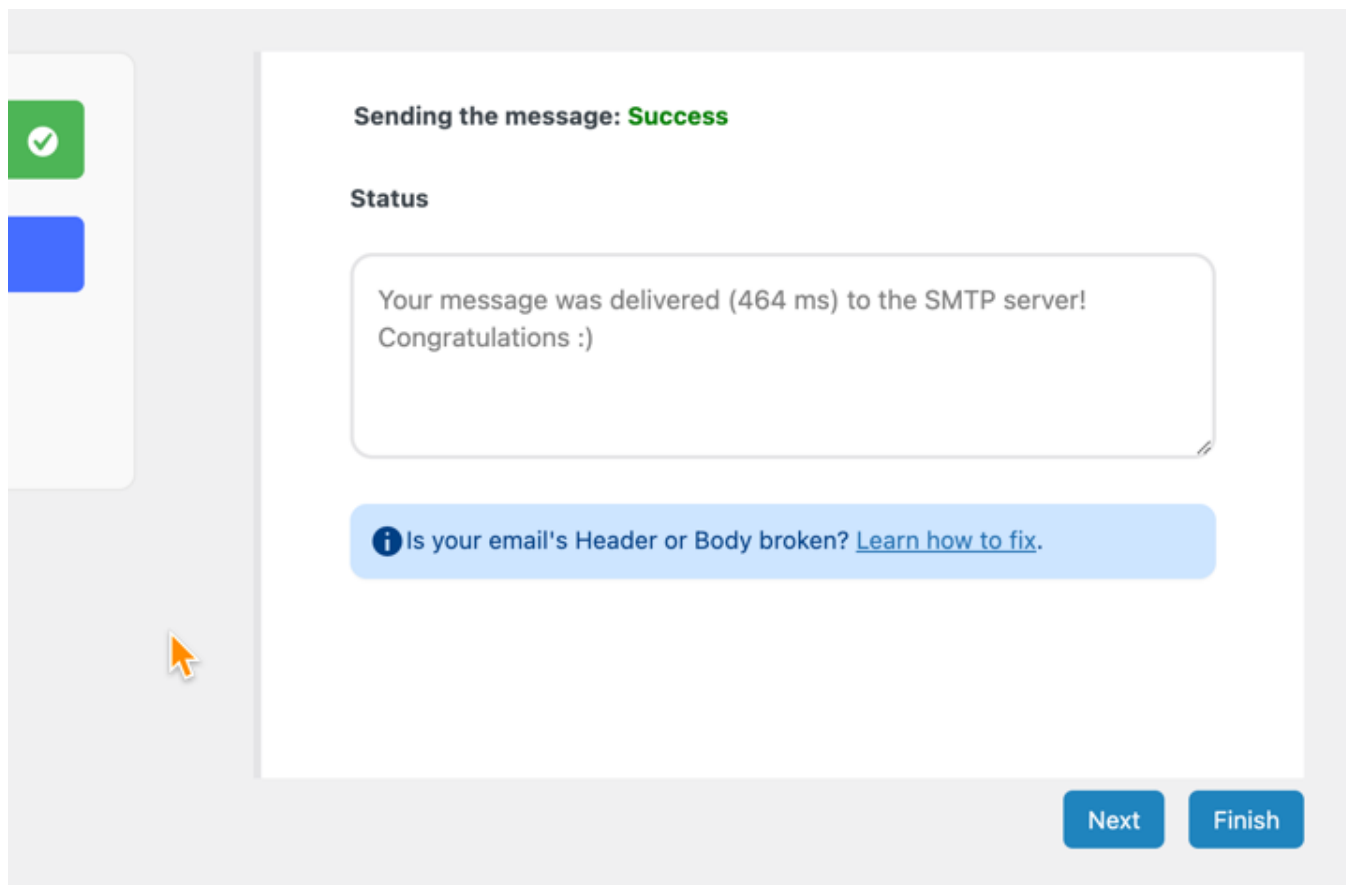 Sending the message: Success
Status
Your message was delivered (464 ms) to the SMTP server!
Congratulations :)
Is your email's Header or Body broken? Learn how to fix.
Next
Finish